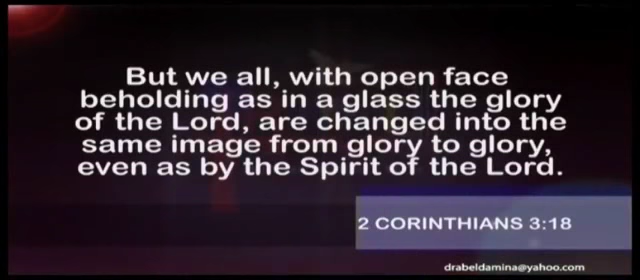 But we all, with open face
beholding as in a glass the glory
of the Lord, are changed into the
same image from glory to glory,
even as by the Spirit of the Lord.
2 CORINTHIANS 3:18
drabeldamina@yahoo.com